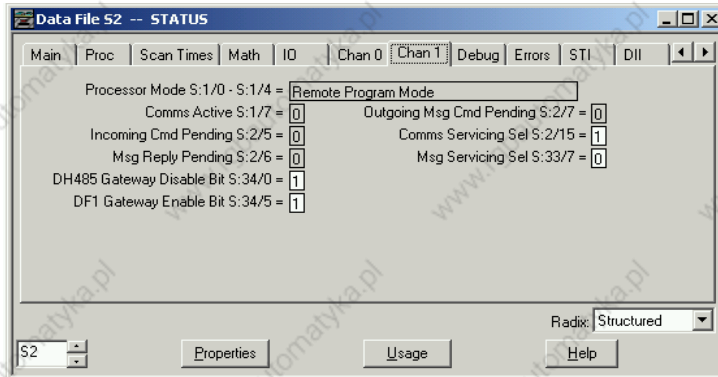 Data File S2 -- STATUS
Main Proc Scan Times Math IO Chan 0 Chan 1 Debug Errors STI DII
Processor Mode S:1/0 - S:1/4 = Remote Program Mode
Comms Active S:1/7 = 0 Outgoing Msg Cmd Pending S:2/7 = 0
Incoming Cmd Pending S:2/5 = 0 Comms Servicing Sel S:2/15 = 1
Msg Reply Pending S:2/6 = 0 Msg Servicing Sel S:33/7 = 0
DH485 Gateway Disable Bit S:34/0 = 1
DF1 Gateway Enable Bit S:34/5 = 1
Radix: Structured
S2 Properties Usage Help